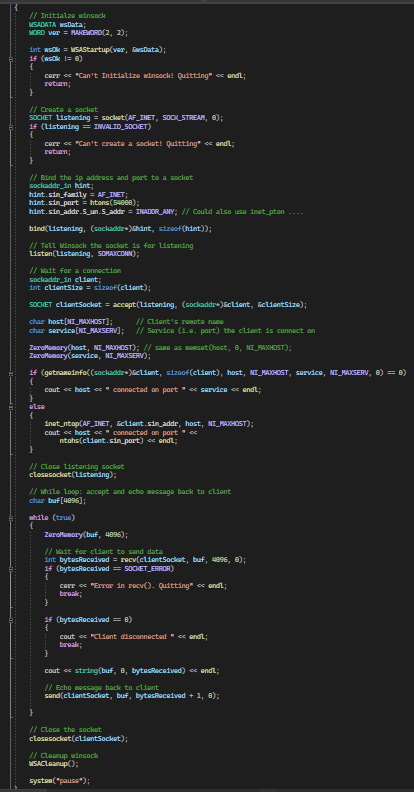 {
// Initialze winsock
WSADATA wsData;
WORD ver = MAKEWORD(2, 2);
int wsOk = WSAStartup(ver, &wsData);
if (wsOk != 0)
{
cerr << "Can't Initialize winsock! Quitting" << endl;
return;
}
// Create a socket
SOCKET listening = socket(AF_INET, SOCK_STREAM, 0);
if (listening == INVALID_SOCKET)
{
cerr << "Can't create a socket! Quitting" << endl;
return;
}
// Bind the ip address and port to a socket
sockaddr_in hint;
hint.sin_family = AF_INET;
hint.sin_port = htons(54000);
hint.sin_addr.S_un.S_addr = INADDR_ANY; // Could also use inet_pton ....
bind(listening, (sockaddr*)&hint, sizeof(hint));
// Tell Winsock the socket is for listening
listen(listening, SOMAXCONN);
// Wait for a connection
sockaddr_in client;
int clientSize = sizeof(client);
SOCKET clientSocket = accept(listening, (sockaddr*)&client, &clientSize);
char host[NI_MAXHOST]; // Client's remote name
char service[NI_MAXSERV]; // Service (i.e. port) the client is connect on
ZeroMemory(host, NI_MAXHOST); // same as memset(host, 0, NI_MAXHOST);
ZeroMemory(service, NI_MAXSERV);
if (getnameinfo((sockaddr*)&client, sizeof(client), host, NI_MAXHOST, service, NI_MAXSERV, 0) == 0)
{
cout << host << " connected on port " << service << endl;
}
else
{
inet_ntop(AF_INET, &client.sin_addr, host, NI_MAXHOST);
cout << host << " connected on port " <<
ntohs(client.sin_port) << endl;
}
// Close listening socket
closesocket(listening);
// While loop: accept and echo message back to client
char buf[4096];
while (true)
{
ZeroMemory(buf, 4096);
// Wait for client to send data
int bytesReceived = recv(clientSocket, buf, 4096, 0);
if (bytesReceived == SOCKET_ERROR)
{
cerr << "Error in recv(). Quitting" << endl;
break;
}
if (bytesReceived == 0)
{
cout << "Client disconnected " << endl;
break;
}
cout << string(buf, 0, bytesReceived) << endl;
// Echo message back to client
send(clientSocket, buf, bytesReceived + 1, 0);
}
// Close the socket
closesocket(clientSocket);
// Cleanup winsock
WSACleanup();
system("pause");
}